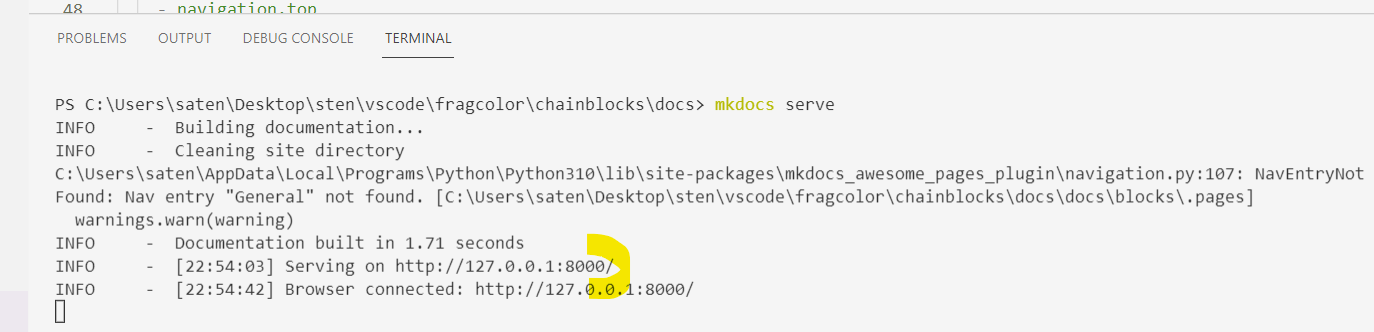 48 - navigation.top
PROBLEMS OUTPUT DEBUG CONSOLE TERMINAL
PS C:\Users\saten\Desktop\sten\vscode\fragcolor\chainblocks\docs> mkdocs serve
INFO     -  Building documentation...
INFO     -  Cleaning site directory
C:\Users\saten\AppData\Local\Programs\Python\Python310\lib\site-packages\mkdocs_awesome_pages_plugin\navigation.py:107: NavEntryNot
Found: Nav entry "General" not found. [C:\Users\saten\Desktop\sten\vscode\fragcolor\chainblocks\docs\docs\blocks\.pages]
  warnings.warn(warning)
INFO     -  Documentation built in 1.71 seconds
INFO     -  [22:54:03] Serving on http://127.0.0.1:8000/
INFO     -  [22:54:42] Browser connected: http://127.0.0.1:8000/